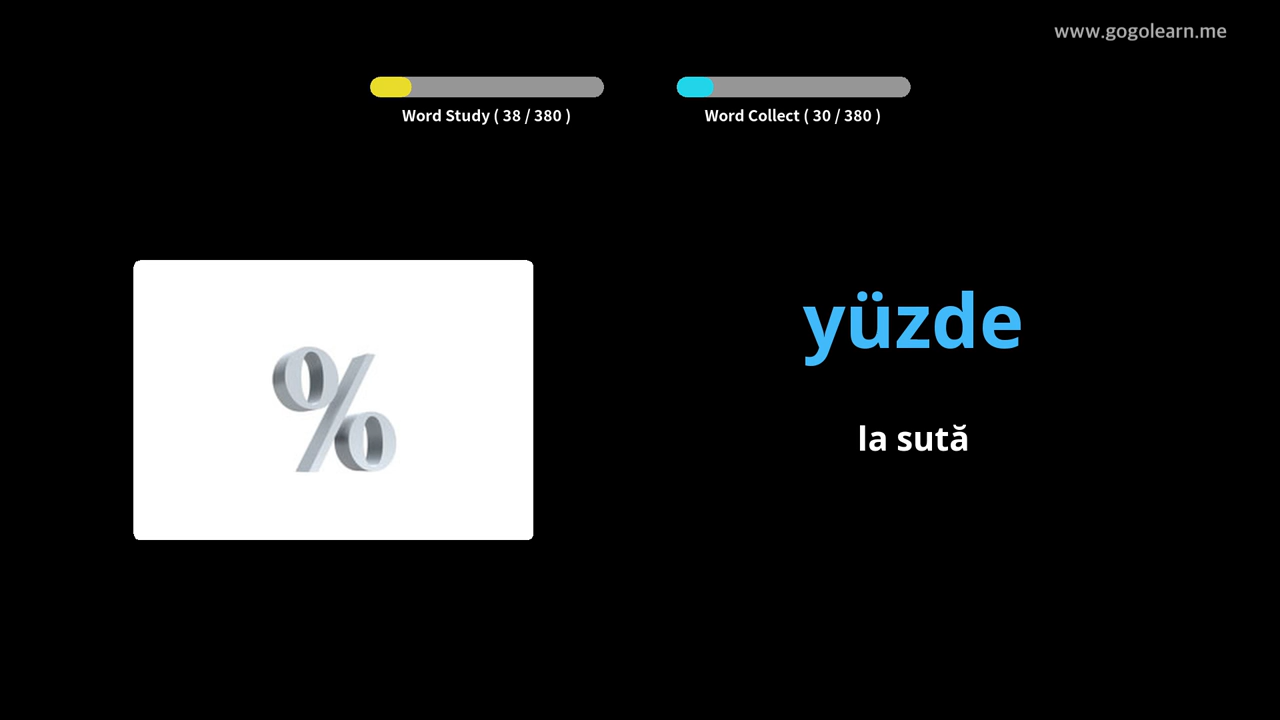 www.gogolearn.me
Word Study ( 38 / 380 )
Word Collect ( 30 / 380 )
%
yüzde
la sută